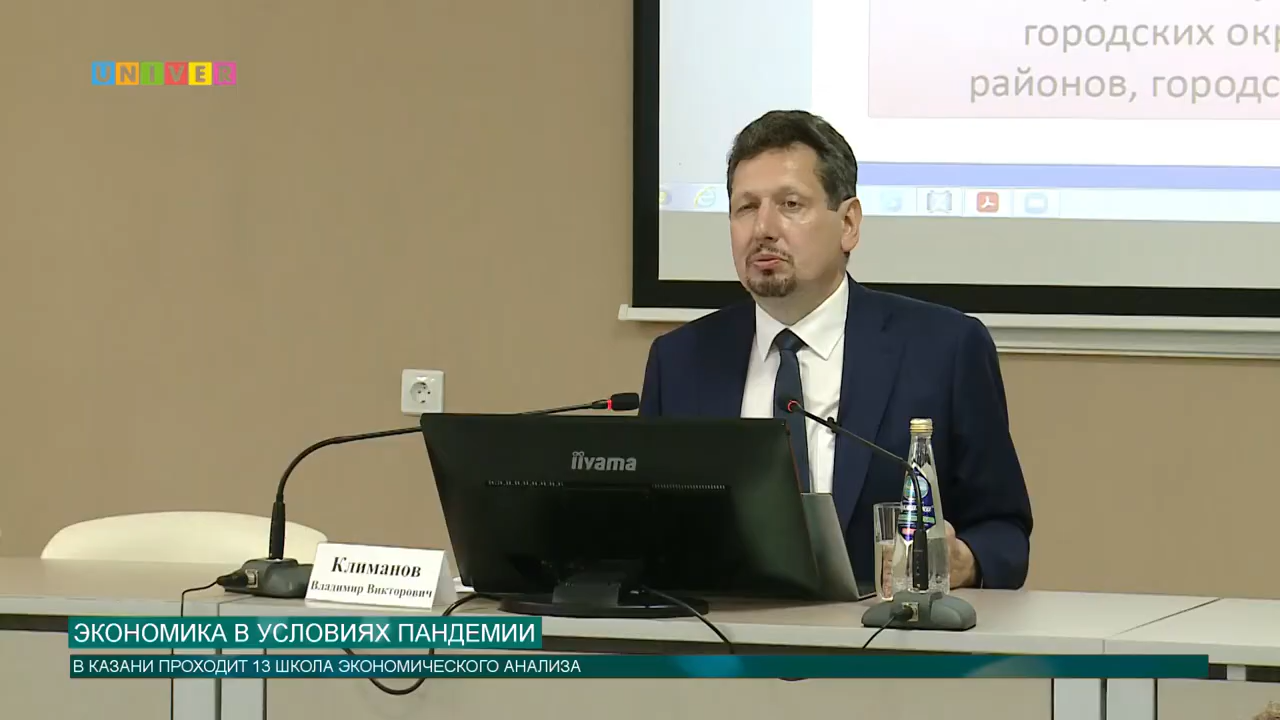 городских окр
районов, городс
UNIVER
iiyama
Климанов
Владимир Викторович
ЭКОНОМИКА В УСЛОВИЯХ ПАНДЕМИИ
В КАЗАНИ ПРОХОДИТ 13 ШКОЛА ЭКОНОМИЧЕСКОГО АНАЛИЗА